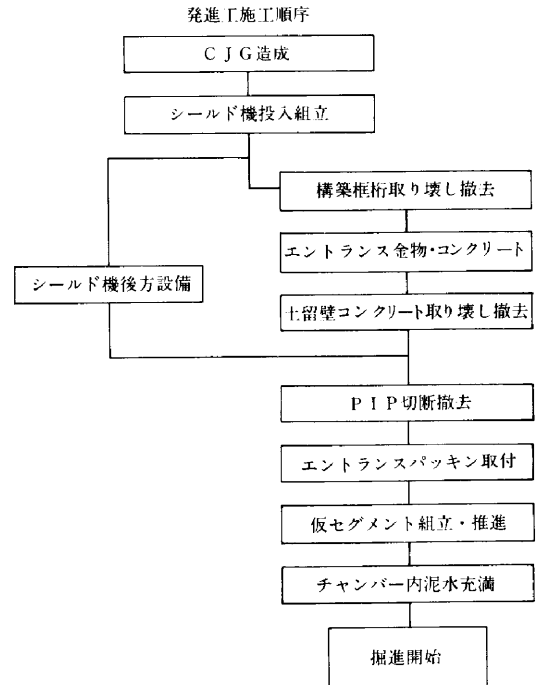 発進工施工順序
ＣＪＧ造成
シールド機投入組立
構築框桁取り壊し撤去
エントランス金物・コンクリート
シールド機後方設備
土留壁コンクリート取り壊し撤去
ＰＩＰ切断撤去
エントランスパッキン取付
仮セグメント組立・推進
チャンバー内泥水充満
掘進開始